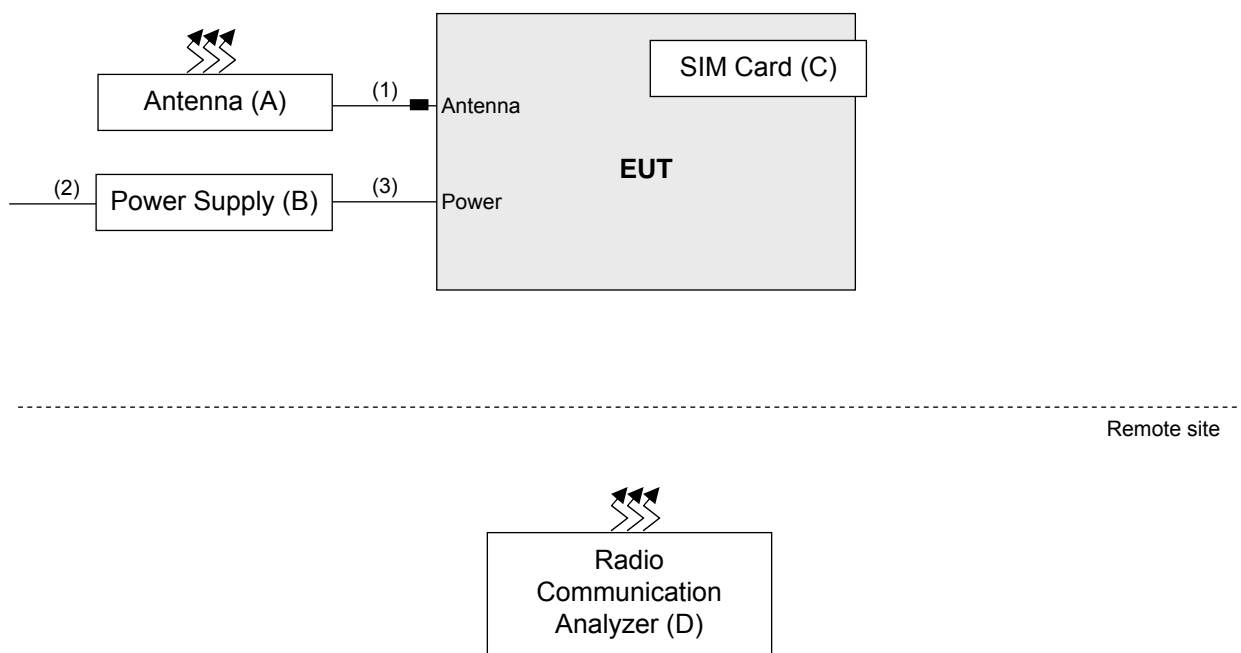 SIM Card (C)
Antenna (A)
(1)
Antenna
EUT
(2)
Power Supply (B)
(3)
Power
Remote site
Radio
Communication
Analyzer (D)